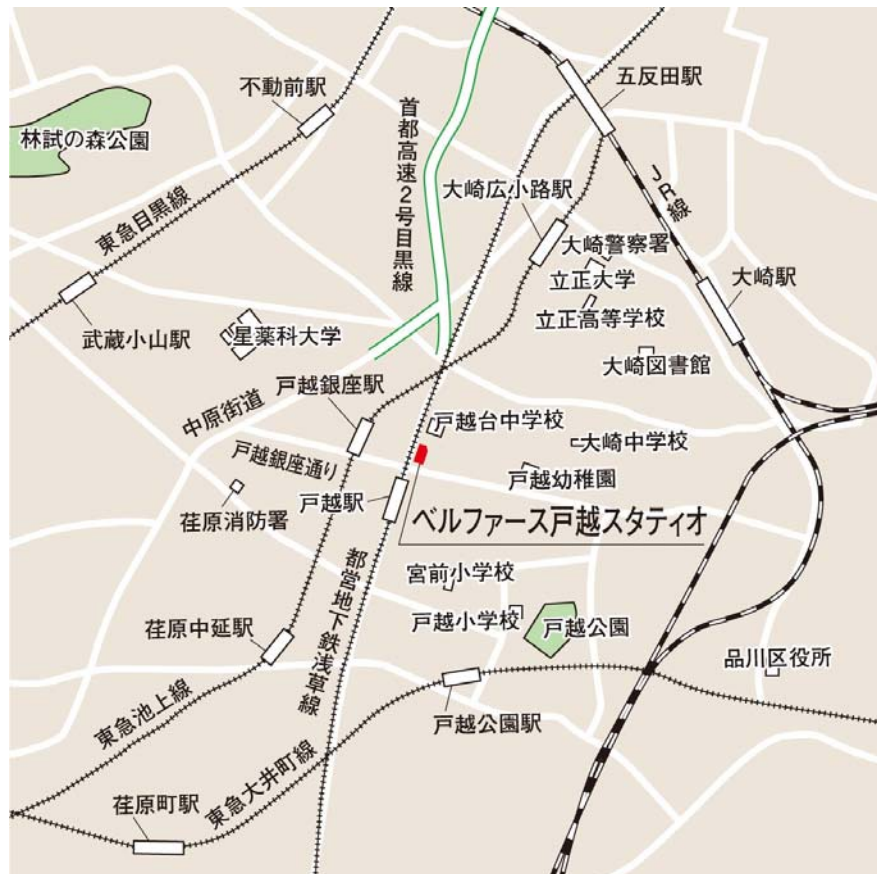 不動前駅
五反田駅
林試の森公園
首都高速2号目黒線
大崎広小路駅
JR線
東急目黒線
大崎警察署
立正大学
大崎駅
立正高等学校
武蔵小山駅
星薬科大学
大崎図書館
戸越銀座駅
中原街道
戸越台中学校
大崎中学校
戸越銀座通り
戸越幼稚園
戸越駅
荏原消防署
ベルファース戸越スタティオ
都営地下鉄浅草線
宮前小学校
戸越小学校
戸越公園
荏原中延駅
品川区役所
東急池上線
戸越公園駅
東急大井町線
荏原町駅